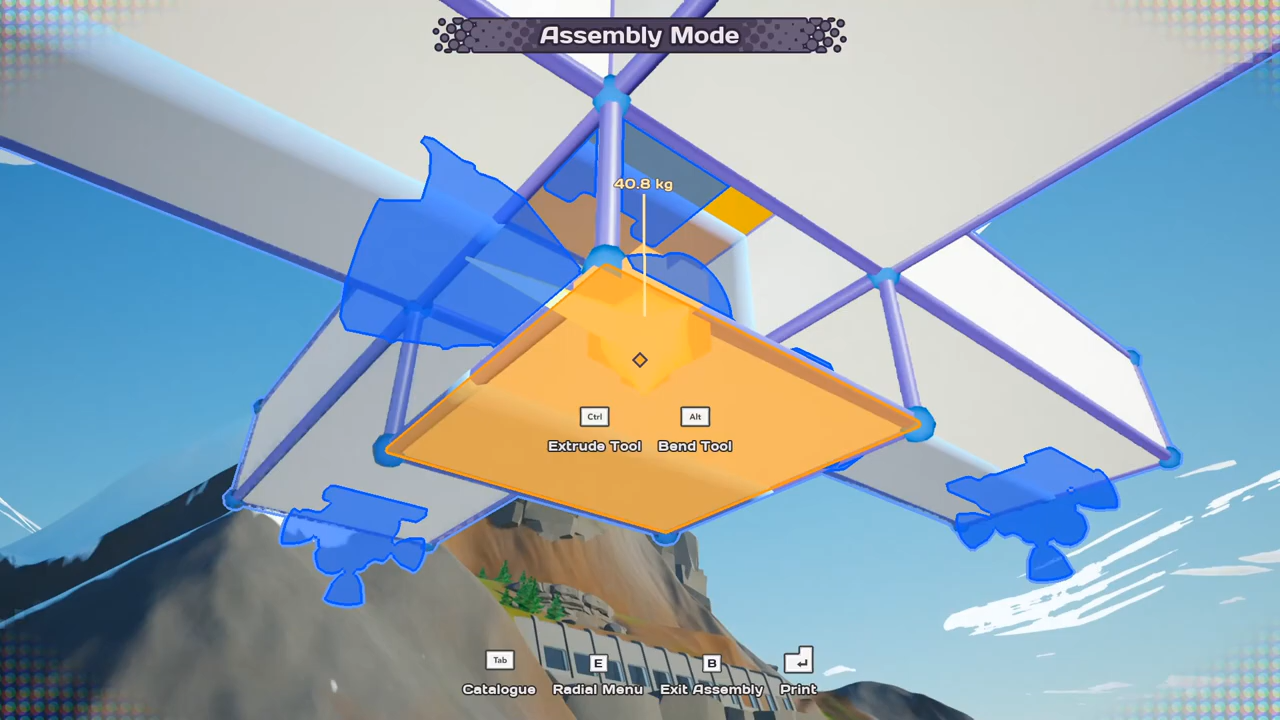 Assembly Mode
40.8 kg
Ctrl
Alt
Extrude Tool
Bend Tool
Tab
E
B
Catalogue
Radial Menu
Exit Assembly
Print